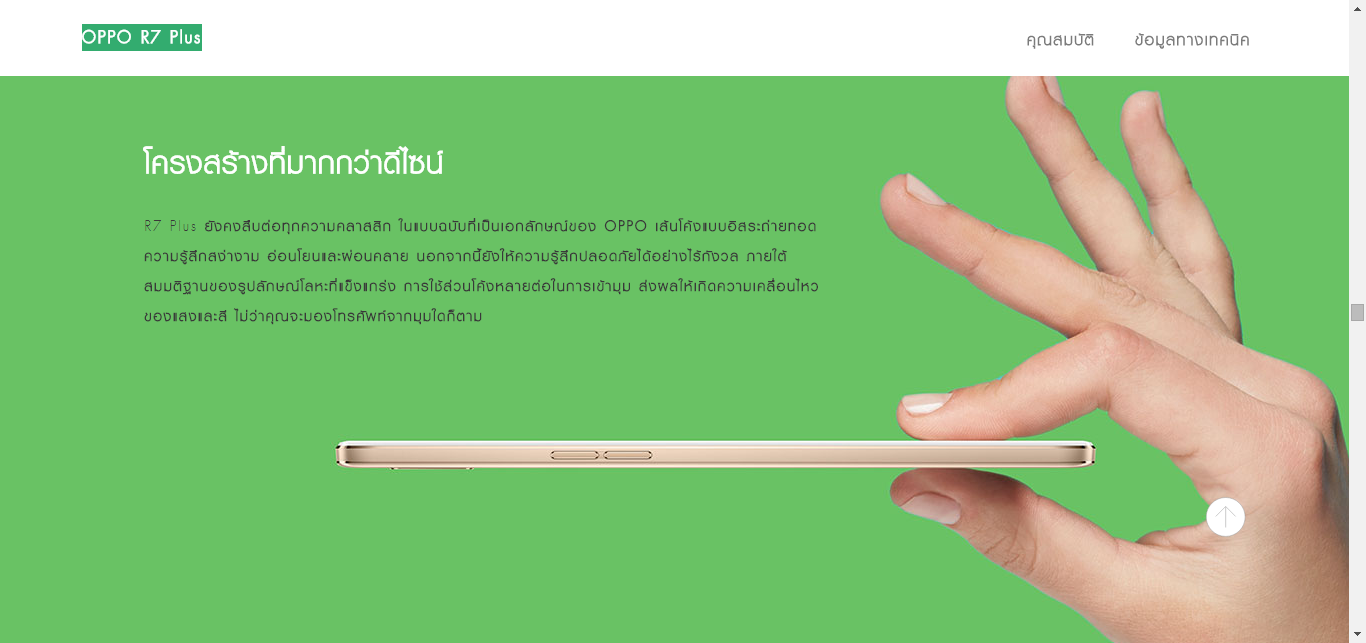 OPPO R7 Plus
คุณสมบัติ
ข้อมูลทางเทคนิค
โครงสร้างที่มากกว่าดีไซน์
R7 Plus ยังคงสืบต่อทุกความคลาสสิก ในแบบฉบับที่เป็นเอกลักษณ์ของ OPPO เส้นโค้งแบบอิสระถ่ายทอด
ความรู้สึกสง่างาม อ่อนโยนและผ่อนคลาย นอกจากนี้ยังให้ความรู้สึกปลอดภัยได้อย่างไร้กังวล ภายใต้
สมมติฐานของรูปลักษณ์โลหะที่แข็งแกร่ง การใช้ส่วนโค้งหลายต่อในการเข้ามุม ส่งผลให้เกิดความเคลื่อนไหว
ของแสงและสี ไม่ว่าคุณจะมองโทรศัพท์จากมุมใดก็ตาม